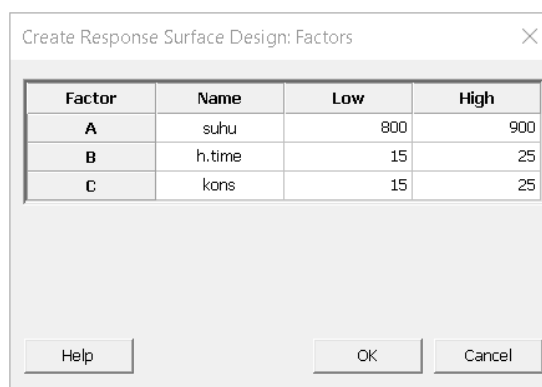 Create Response Surface Design: Factors
Factor Name Low High
A suhu 800 900
B h.time 15 25
C kons 15 25
Help OK Cancel